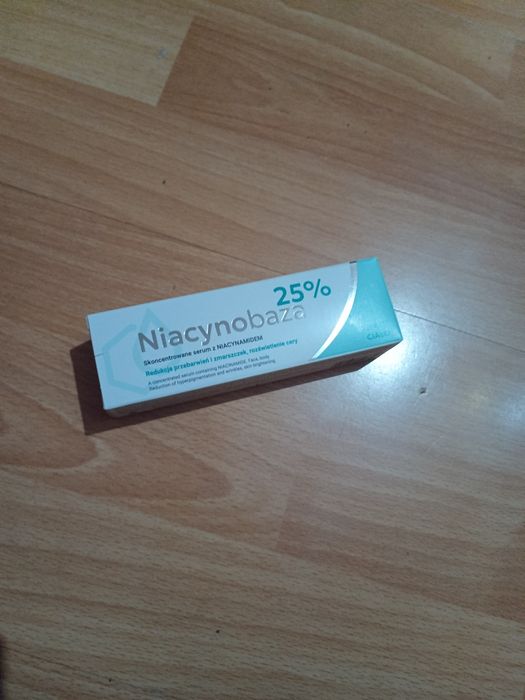 25%
Niacynobaza
Skoncentrowane serum z NIACYNAMIDEM
Redukcja przebarwień i zmarszczek, rozświetlenie cery
A concentrated serum containing NIACINAMIDE. Face, body
Reduction of hyperpigmentation and wrinkles, skin brightening.